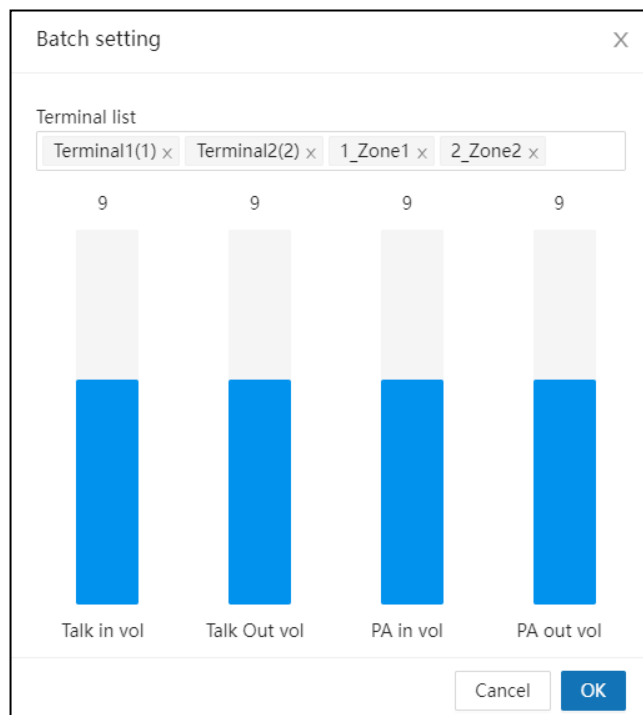 Batch setting X
Terminal list
Terminal1(1) x Terminal2(2) x 1_Zone1 x 2_Zone2 x
9 9 9 9
Talk in vol Talk Out vol PA in vol PA out vol
Cancel OK